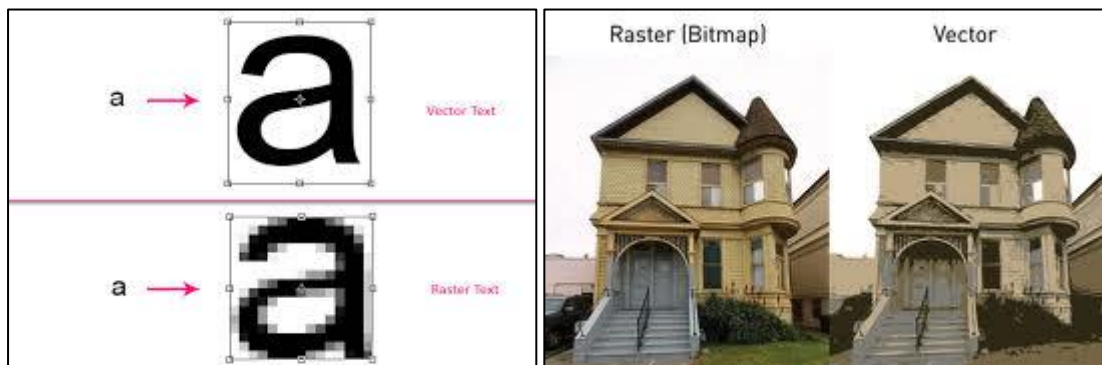 a
a
Vector Text
a
a
Raster Text
Raster (Bitmap)
Vector